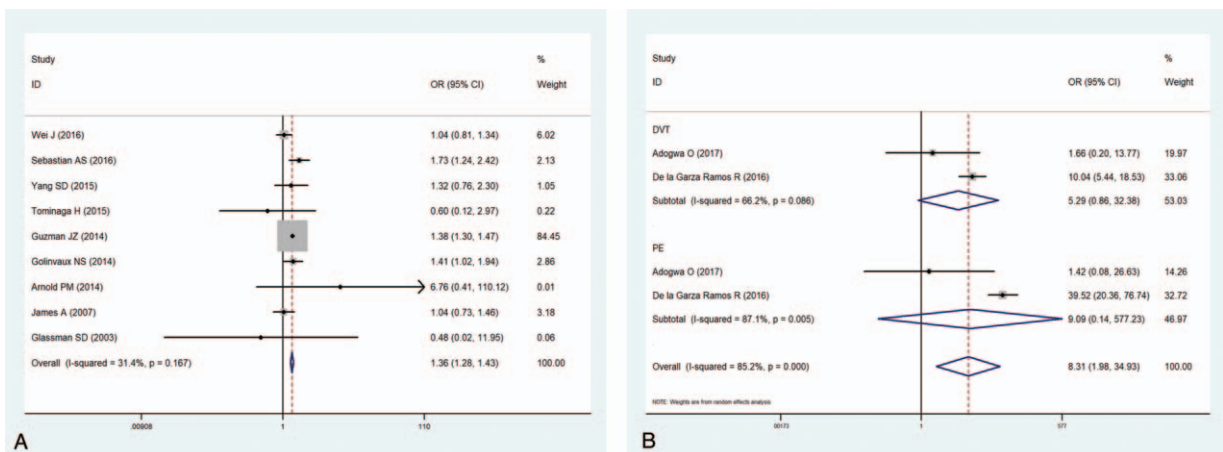 Study %
ID OR (95% CI) Weight
Wei J (2016) 1.04 (0.81, 1.34) 6.02
Sebastian AS (2016) 1.73 (1.24, 2.42) 2.13
Yang SD (2015) 1.32 (0.76, 2.30) 1.05
Tominaga H (2015) 0.60 (0.12, 2.97) 0.22
Guzman JZ (2014) 1.38 (1.30, 1.47) 84.45
Golinvaux NS (2014) 1.41 (1.02, 1.94) 2.86
Arnold PM (2014) 6.76 (0.41, 110.12) 0.01
James A (2007) 1.04 (0.73, 1.46) 3.18
Glassman SD (2003) 0.48 (0.02, 11.95) 0.06
Overall (I-squared = 31.4%, p = 0.167) 1.36 (1.28, 1.43) 100.00
.00908 1 110
A
Study %
ID OR (95% CI) Weight
DVT
Adogwa O (2017) 1.66 (0.20, 13.77) 19.97
De la Garza Ramos R (2016) 10.04 (5.44, 18.53) 33.06
Subtotal (I-squared = 66.2%, p = 0.086) 5.29 (0.86, 32.38) 53.03
PE
Adogwa O (2017) 1.42 (0.08, 26.63) 14.26
De la Garza Ramos R (2016) 39.52 (20.36, 76.74) 32.72
Subtotal (I-squared = 87.1%, p = 0.005) 9.09 (0.14, 577.23) 46.97
Overall (I-squared = 85.2%, p = 0.000) 8.31 (1.98, 34.93) 100.00
NOTE: Weights are from random effects analysis
.00173 1 577
B